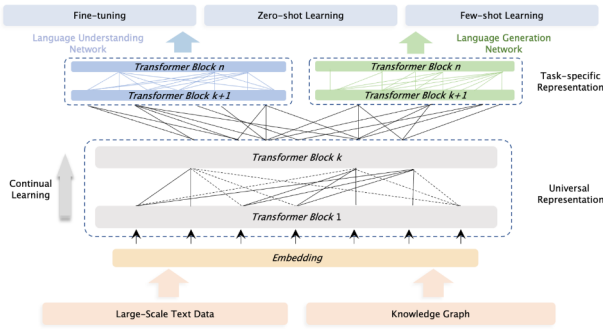 Fine-tuning
Zero-shot Learning
Few-shot Learning
Language Understanding
Network
Language Generation
Network
Transformer Block n
Transformer Block n
Transformer Block k+1
Transformer Block k+1
Task-specific
Representation
Transformer Block k
Continual
Learning
Universal
Representation
Transformer Block 1
Embedding
Large-Scale Text Data
Knowledge Graph